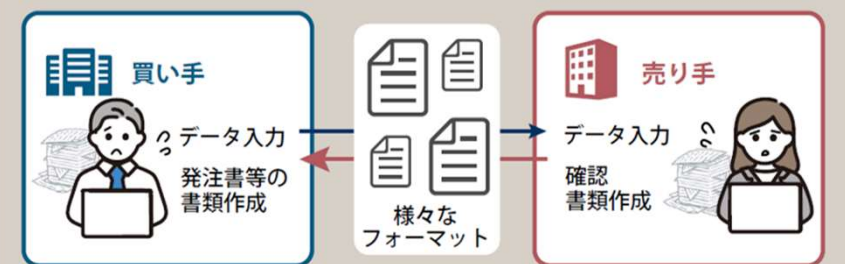 買い手
データ入力
発注書等の
書類作成
様々な
フォーマット
売り手
データ入力
確認
書類作成